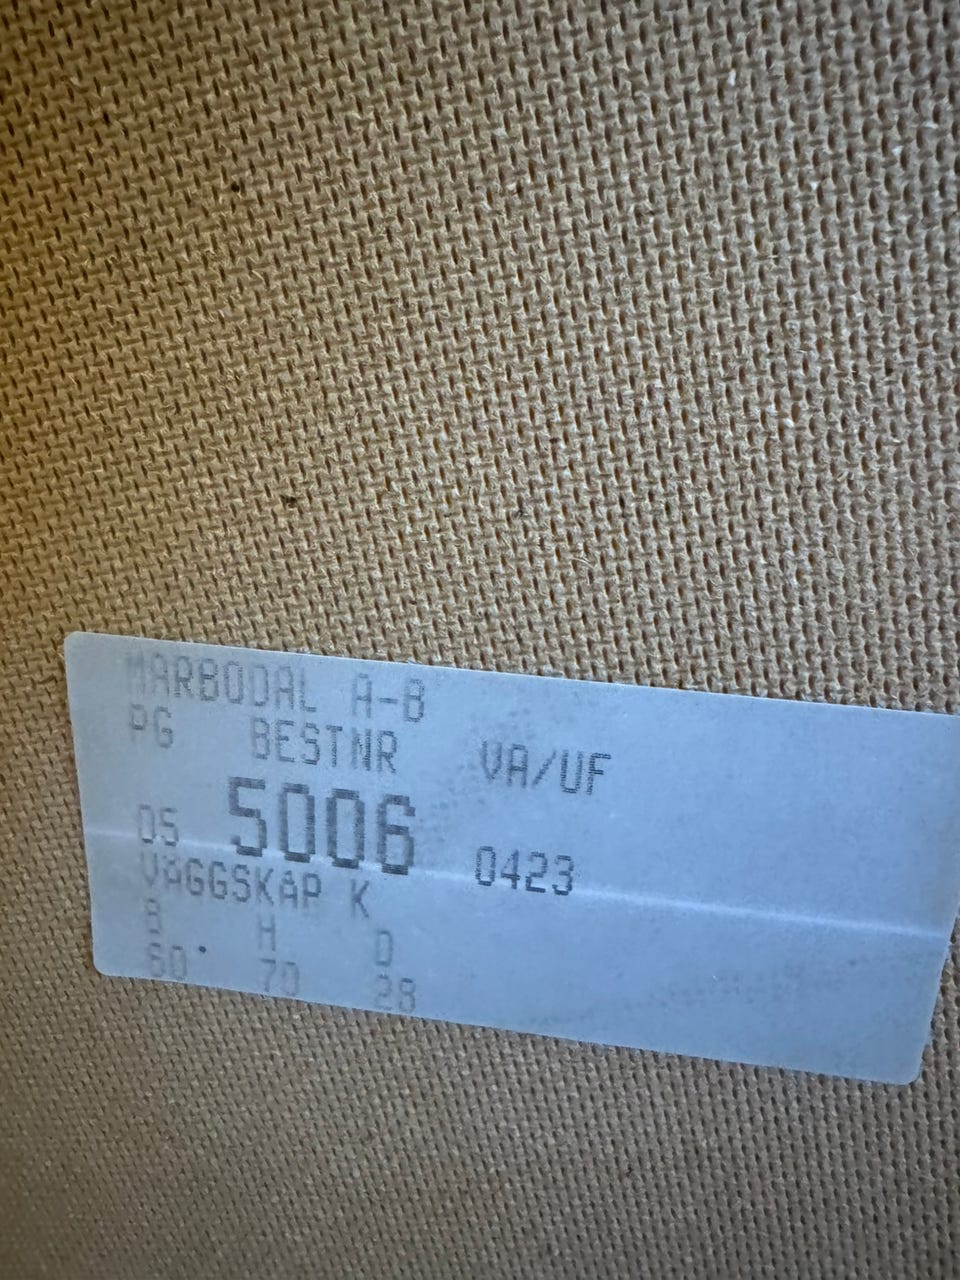 MARBODAL A-B
PG BESTNR VA/UF
05 5006 0423
VÄGGSKÅP K
B H D
60 70 28